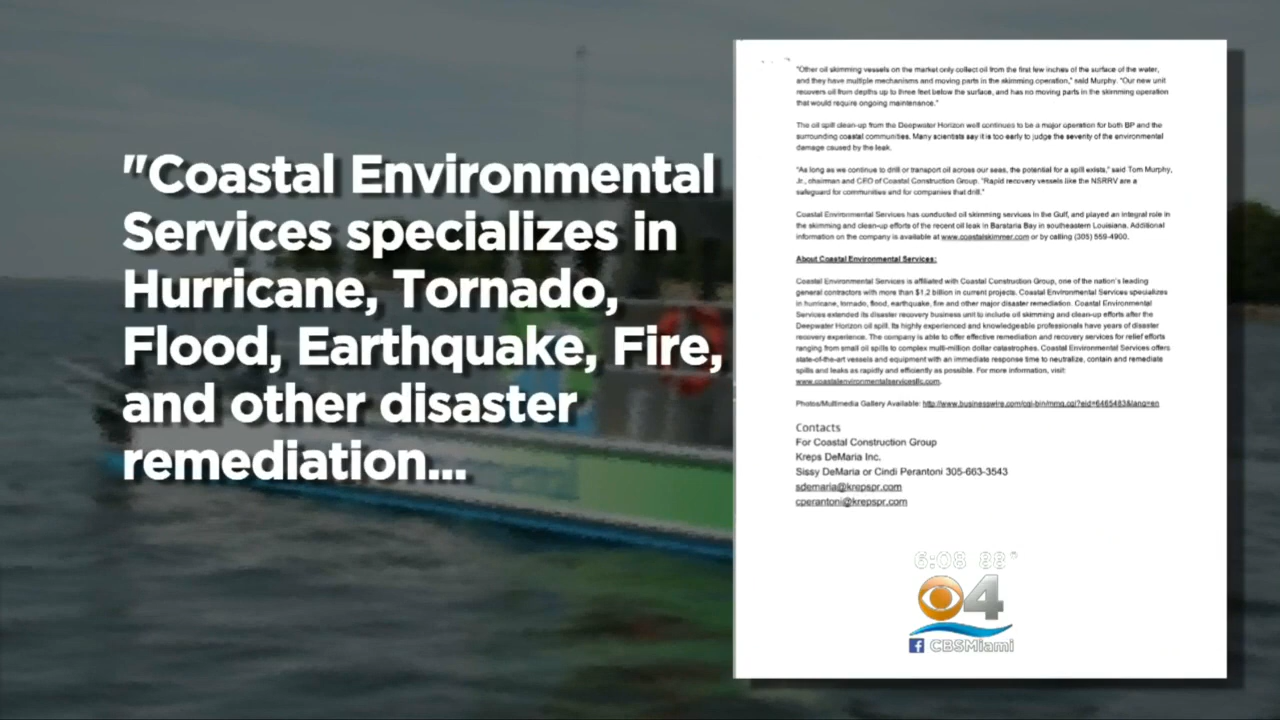 "Coastal Environmental
Services specializes in
Hurricane, Tornado,
Flood, Earthquake, Fire,
and other disaster
remediation...
"Other oil skimming vessels on the market only collect oil from the first few inches of the surface of the water,
and they have multiple mechanisms and moving parts in the skimming operation," said Murphy. "Our new unit
recovers oil from depths up to three feet below the surface, and has no moving parts in the skimming operation
that would require ongoing maintenance."
The oil spill clean-up from the Deepwater Horizon well continues to be a major operation for both BP and the
surrounding coastal communities. Many scientists say it is too early to judge the severity of the environmental
damage caused by the leak.
"As long as we continue to drill or transport oil across our seas, the potential for a spill exists," said Tom Murphy,
Jr., chairman and CEO of Coastal Construction Group. "Rapid recovery vessels like the NSRRV are a
safeguard for communities and for companies that drill."
Coastal Environmental Services has conducted oil skimming services in the Gulf, and played an integral role in
the skimming and clean-up efforts of the recent oil leak in Barataria Bay in southeastern Louisiana. Additional
information on the company is available at www.coastalskimmer.com or by calling (305) 559-4900.
About Coastal Environmental Services:
Coastal Environmental Services is affiliated with Coastal Construction Group, one of the nation's leading
general contractors with more than $1.2 billion in current projects. Coastal Environmental Services specializes
in hurricane, tornado, flood, earthquake, fire and other major disaster remediation. Coastal Environmental
Services extended its disaster recovery business unit to include oil skimming and clean-up efforts after the
Deepwater Horizon oil spill. Its highly experienced and knowledgeable professionals have years of disaster
recovery experience. The company is able to offer effective remediation and recovery services for relief efforts
ranging from small oil spills to complex multi-million dollar catastrophes. Coastal Environmental Services offers
state-of-the-art vessels and equipment with an immediate response time to neutralize, contain and remediate
spills and leaks as rapidly and efficiently as possible. For more information, visit:
www.coastalenvironmentalservicesllc.com.
Photos/Multimedia Gallery Available: http://www.businesswire.com/cgi-bin/mmg.cgi?eid=6465483&lang=en
Contacts
For Coastal Construction Group
Kreps DeMaria Inc.
Sissy DeMaria or Cindi Perantoni 305-663-3543
sdemaria@krepspr.com
cperantoni@krepspr.com
6:08 88°
4
CBSMiami